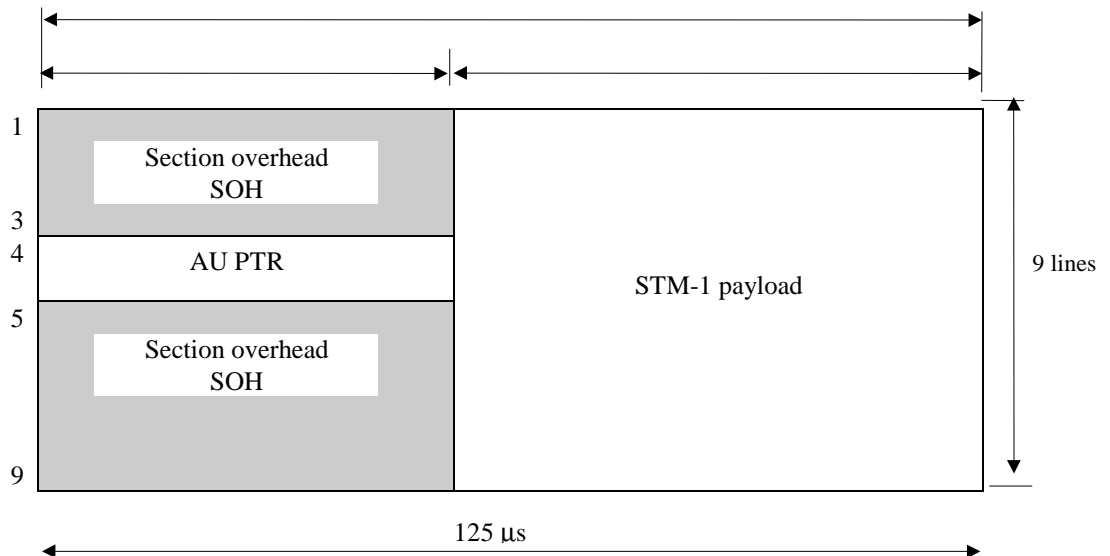 1
Section overhead
SOH
3
4
AU PTR
STM-1 payload
9 lines
5
Section overhead
SOH
9
125 µs